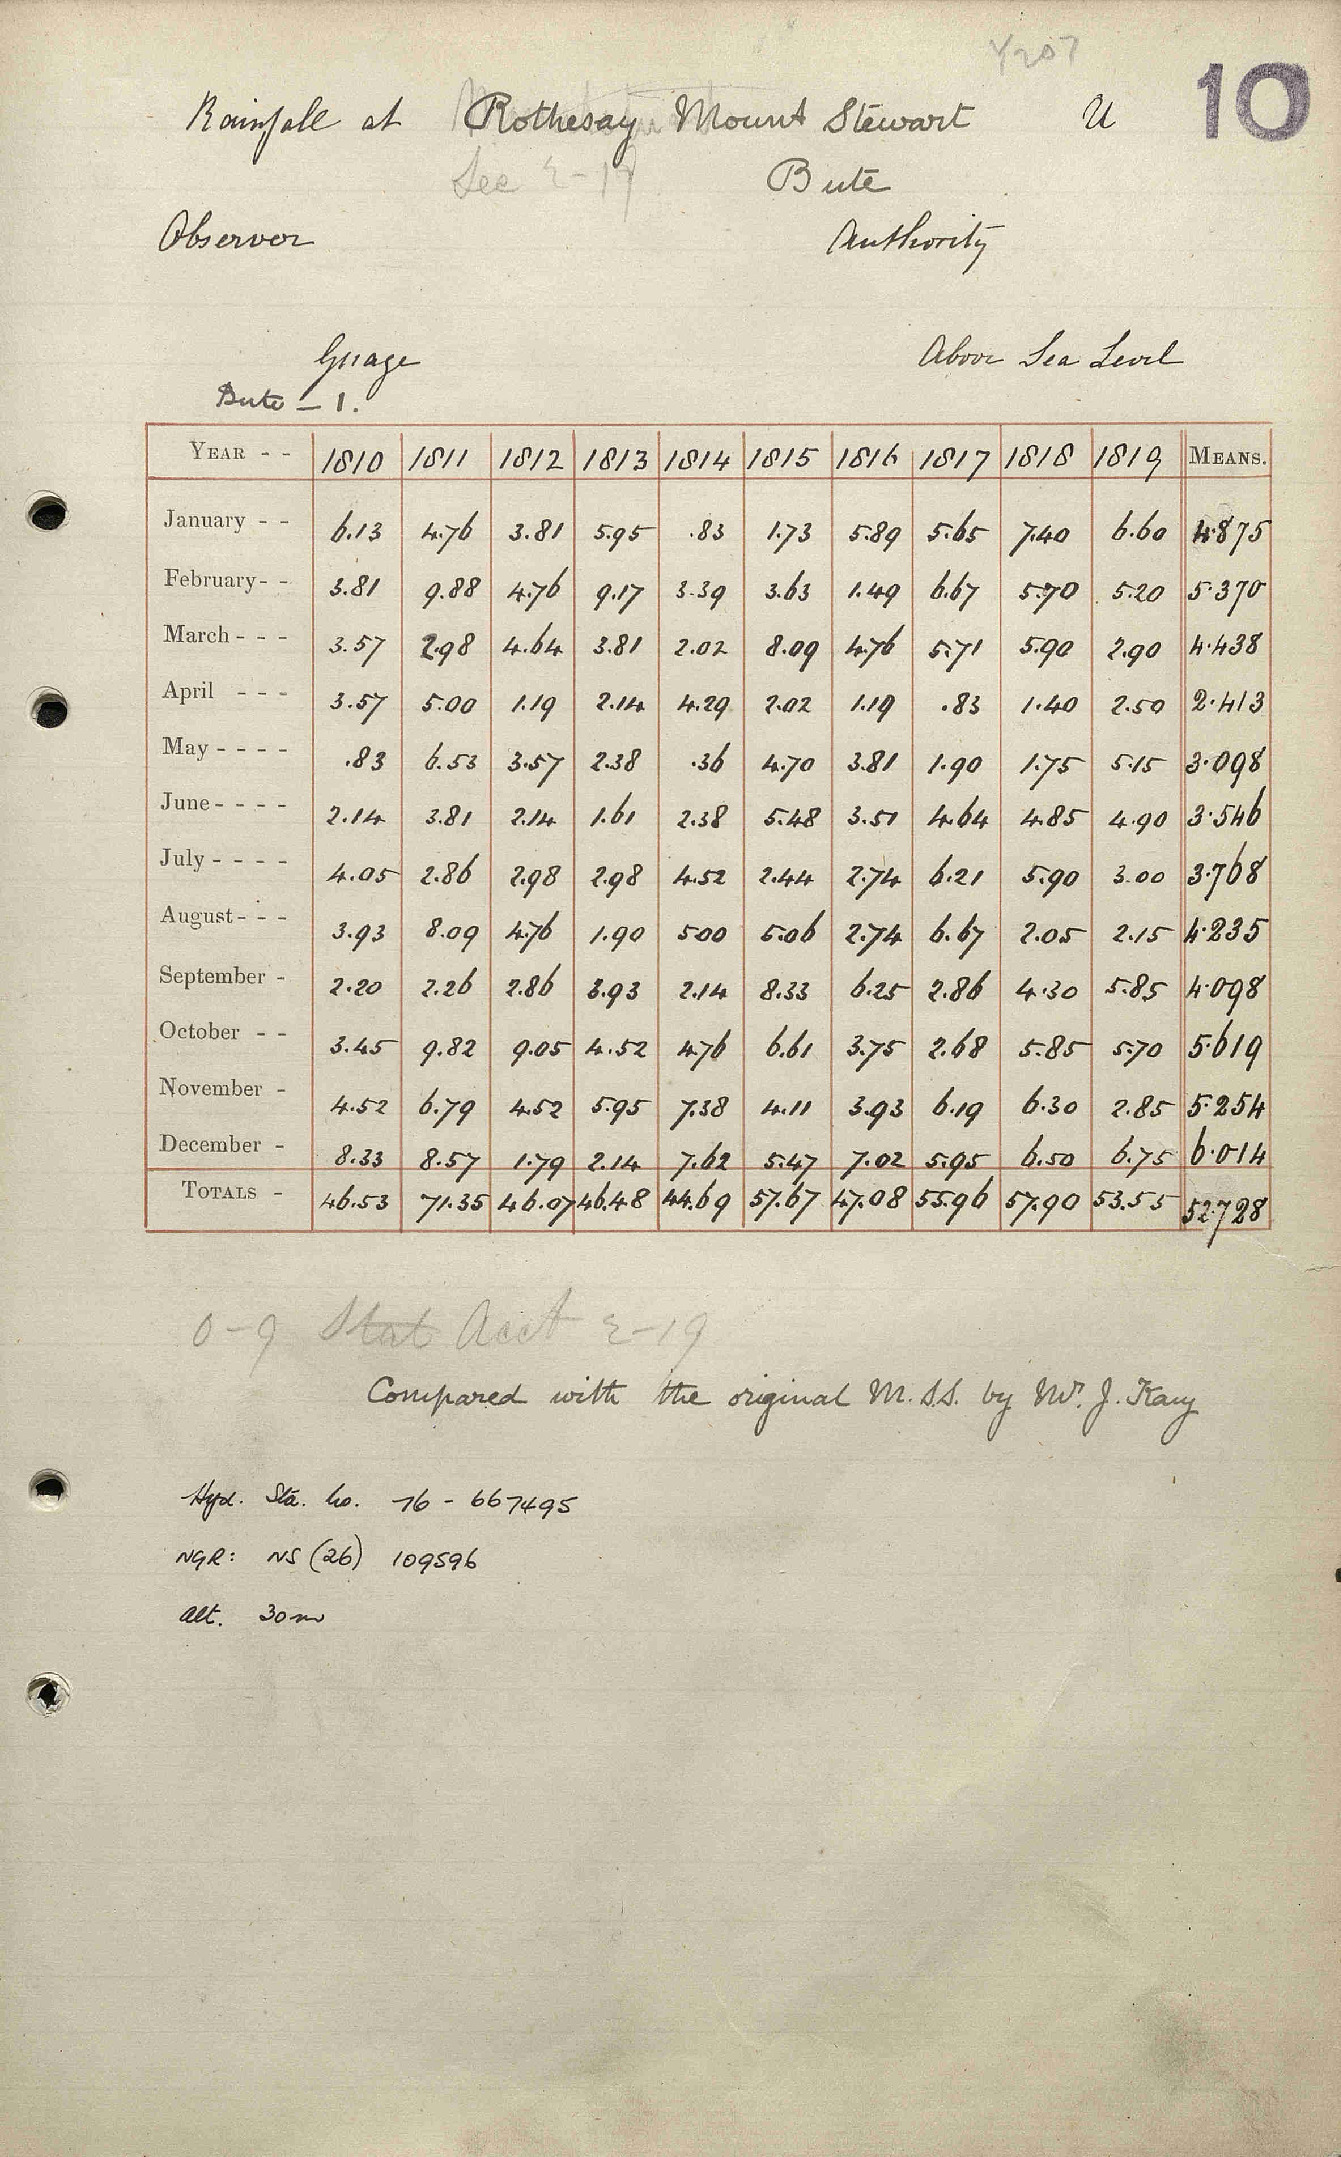 Y207
10
Rainfall at Rothesay Mount Stewart U
See 2-19 Bute
Observer Authority
Guage Above Sea Level
Bute - 1.
YEAR - - 1810 1811 1812 1813 1814 1815 1816 1817 1818 1819 MEANS.
January - - 6.13 4.76 3.81 5.95 .83 1.73 5.89 5.65 7.40 6.60 4.875
February - - 3.81 9.88 4.76 9.17 3.39 3.63 1.49 6.67 5.70 5.20 5.370
March - - - 3.57 2.98 4.64 3.81 2.02 8.09 4.76 5.71 5.90 2.90 4.438
April - - - 3.57 5.00 1.19 2.14 4.29 2.02 1.19 .83 1.40 2.50 2.413
May - - - - .83 6.53 3.57 2.38 .36 4.70 3.81 1.90 1.75 5.15 3.098
June - - - - 2.14 3.81 2.14 1.61 2.38 5.48 3.51 4.64 4.85 4.90 3.546
July - - - - 4.05 2.86 2.98 2.98 4.52 2.44 2.74 6.21 5.90 3.00 3.768
August - - - 3.93 8.09 4.76 1.90 5.00 5.06 2.74 6.67 2.05 2.15 4.235
September - 2.20 2.26 2.86 3.93 2.14 8.33 6.25 2.86 4.30 5.85 4.098
October - - 3.45 9.82 9.05 4.52 4.76 6.61 3.75 2.68 5.85 5.70 5.619
November - 4.52 6.79 4.52 5.95 7.38 4.11 3.93 6.19 6.30 2.85 5.254
December - 8.33 8.57 1.79 2.14 7.62 5.47 7.02 5.95 6.50 6.75 6.014
TOTALS - 46.53 71.35 46.07 46.48 44.69 57.67 47.08 55.96 57.90 53.55 52.728
0-9 Stat Acct 2-19
Compared with the original M.S.S. by Mr. J. Kay
Hyd. Sta. No. 76 - 667495
NGR: NS (26) 109596
alt. 30m